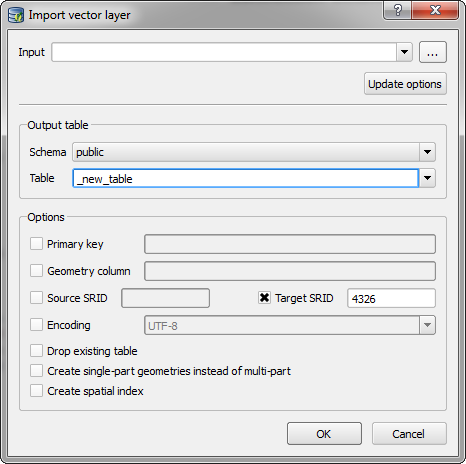 Import vector layer
Input ...
Update options
Output table
Schema public
Table _new_table
Options
Primary key
Geometry column
Source SRID Target SRID 4326
Encoding UTF-8
Drop existing table
Create single-part geometries instead of multi-part
Create spatial index
OK Cancel